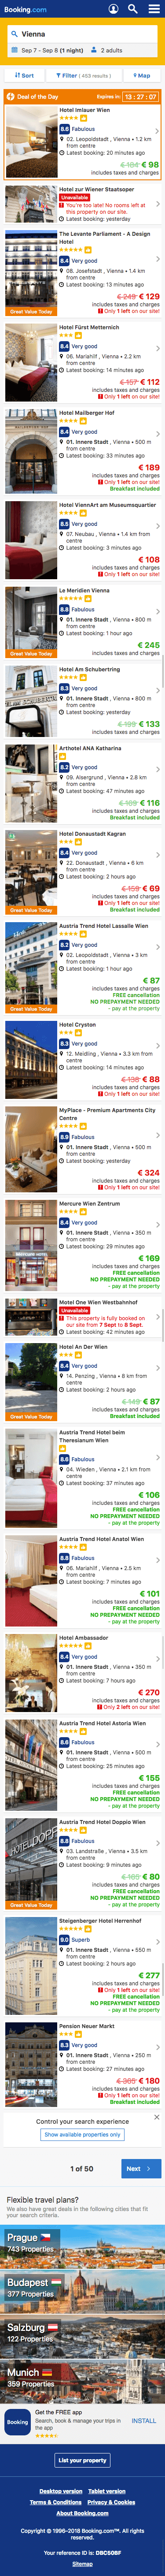 Booking.com
Vienna
Sep 7 - Sep 8 (1 night) 2 adults
Sort Filter (453 results) Map
Deal of the Day Expires in: 13 : 27 : 07
Hotel Imlauer Wien
8.6 Fabulous
02. Leopoldstadt , Vienna • 1.2 km from centre
Latest booking: 20 minutes ago
€ 98
includes taxes and charges
Hotel zur Wiener Staatsoper
Unavailable
You're too late! No rooms left at this property on our site.
Latest booking: yesterday
The Levante Parliament - A Design Hotel
8.4 Very good
08. Josefstadt , Vienna • 1.4 km from centre
Latest booking: 13 minutes ago
€ 249 € 129
includes taxes and charges
Only 1 left on our site!
Great Value Today
Hotel Fürst Metternich
8.4 Very good
06. Mariahilf , Vienna • 2.2 km from centre
Latest booking: 14 minutes ago
€ 157 € 112
includes taxes and charges
Only 1 left on our site!
Hotel Mailberger Hof
8.4 Very good
01. Innere Stadt , Vienna • 500 m from centre
Latest booking: 33 minutes ago
€ 189
includes taxes and charges
Only 1 left on our site!
Breakfast included
Hotel ViennArt am Museumsquartier
8.5 Very good
07. Neubau , Vienna • 1.4 km from centre
Latest booking: 3 minutes ago
€ 108
includes taxes and charges
Only 1 left on our site!
Le Meridien Vienna
8.8 Fabulous
01. Innere Stadt , Vienna • 800 m from centre
Latest booking: 1 hour ago
€ 245
includes taxes and charges
Great Value Today
Hotel Am Schubertring
8.3 Very good
01. Innere Stadt , Vienna • 800 m from centre
Latest booking: yesterday
€ 133
includes taxes and charges
Arthotel ANA Katharina
8.2 Very good
09. Alsergrund , Vienna • 2.8 km from centre
Latest booking: 47 minutes ago
€ 116
includes taxes and charges
Breakfast included
Hotel Donaustadt Kagran
8.4 Very good
22. Donaustadt , Vienna • 6 km from centre
Latest booking: 2 hours ago
€ 69
includes taxes and charges
Only 1 left on our site!
Great Value Today
Austria Trend Hotel Lassalle Wien
8.2 Very good
02. Leopoldstadt , Vienna • 3 km from centre
Latest booking: 1 hour ago
€ 87
includes taxes and charges
FREE cancellation
NO PREPAYMENT NEEDED
- pay at the property
Great Value Today
Hotel Cryston
8.3 Very good
12. Meidling , Vienna • 3.3 km from centre
Latest booking: 14 minutes ago
€ 88
includes taxes and charges
Only 1 left on our site!
MyPlace - Premium Apartments City Centre
8.9 Fabulous
01. Innere Stadt , Vienna • 500 m from centre
Latest booking: yesterday
€ 324
includes taxes and charges
Only 1 left on our site!
Mercure Wien Zentrum
8.4 Very good
01. Innere Stadt , Vienna • 350 m from centre
Latest booking: 29 minutes ago
€ 169
includes taxes and charges
FREE cancellation
NO PREPAYMENT NEEDED
- pay at the property
Motel One Wien Westbahnhof
Unavailable
This property is fully booked on our site from 7 Sept to 8 Sept.
Latest booking: 42 minutes ago
Hotel An Der Wien
8.4 Very good
14. Penzing , Vienna • 8 km from centre
Latest booking: 2 hours ago
€ 87
includes taxes and charges
Breakfast included
Great Value Today
Austria Trend Hotel beim Theresianum Wien
8.6 Fabulous
04. Wieden , Vienna • 2.1 km from centre
Latest booking: 37 minutes ago
€ 106
includes taxes and charges
FREE cancellation
NO PREPAYMENT NEEDED
- pay at the property
Austria Trend Hotel Anatol Wien
8.8 Fabulous
06. Mariahilf , Vienna • 2.5 km from centre
Latest booking: 7 minutes ago
€ 101
includes taxes and charges
FREE cancellation
NO PREPAYMENT NEEDED
- pay at the property
Hotel Ambassador
8.4 Very good
01. Innere Stadt , Vienna • 350 m from centre
Latest booking: 7 hours ago
€ 270
includes taxes and charges
Only 2 left on our site!
Austria Trend Hotel Astoria Wien
8.6 Fabulous
01. Innere Stadt , Vienna • 500 m from centre
Latest booking: 25 minutes ago
€ 155
includes taxes and charges
FREE cancellation
NO PREPAYMENT NEEDED
- pay at the property
Austria Trend Hotel Doppio Wien
8.8 Fabulous
03. Landstraße , Vienna • 3.5 km from centre
Latest booking: 9 minutes ago
€ 80
includes taxes and charges
FREE cancellation
NO PREPAYMENT NEEDED
- pay at the property
Great Value Today
Steigenberger Hotel Herrenhof
9.0 Superb
01. Innere Stadt , Vienna • 550 m from centre
Latest booking: 2 hours ago
€ 277
includes taxes and charges
Only 1 left on our site!
FREE cancellation
NO PREPAYMENT NEEDED
- pay at the property
Pension Neuer Markt
8.3 Very good
01. Innere Stadt , Vienna • 250 m from centre
Latest booking: 27 minutes ago
€ 180
includes taxes and charges
Only 2 left on our site!
Breakfast included
Control your search experience
Show available properties only
1 of 50
Next
Flexible travel plans?
We also have great deals in the following cities that fit your search criteria.
Prague
743 Properties
Budapest
377 Properties
Salzburg
122 Properties
Munich
359 Properties
Booking
Get the FREE app
Search, book & manage your trips in the app
INSTALL
List your property
Desktop version Tablet version
Terms & Conditions Privacy & Cookies
About Booking.com
Copyright © 1996-2018 Booking.com™. All rights reserved.
Your reference ID is: DBC5OBF
Sitemap